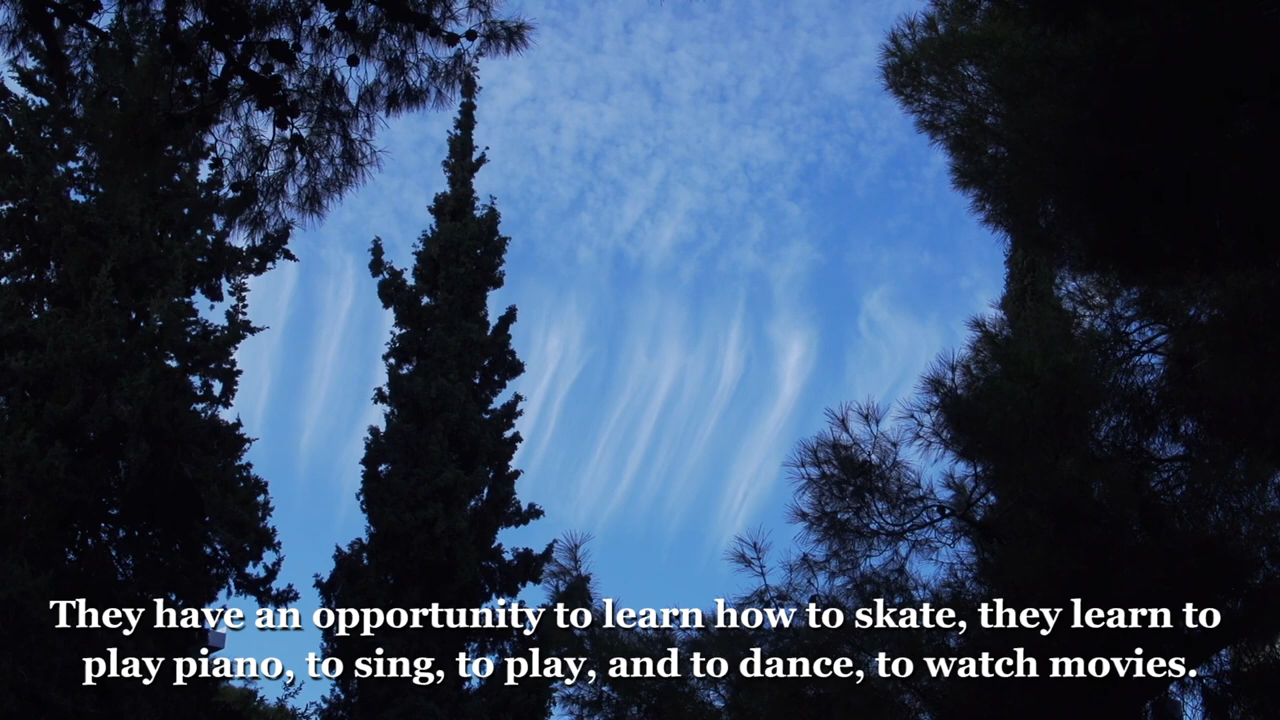 They have an opportunity to learn how to skate, they learn to
play piano, to sing, to play, and to dance, to watch movies.